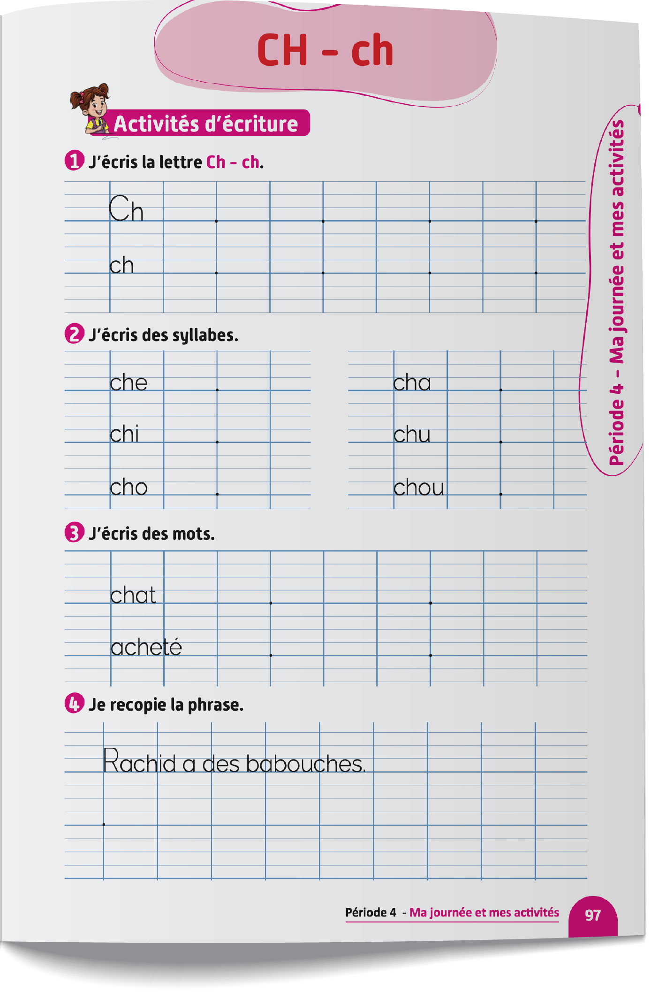 CH - ch
Activités d'écriture
1 J'écris la lettre Ch - ch.
Ch
ch
2 J'écris des syllabes.
che cha
chi chu
cho chou
3 J'écris des mots.
chat
acheté
4 Je recopie la phrase.
Rachid a des babouches.
Période 4 - Ma journée et mes activités
Période 4 - Ma journée et mes activités 97